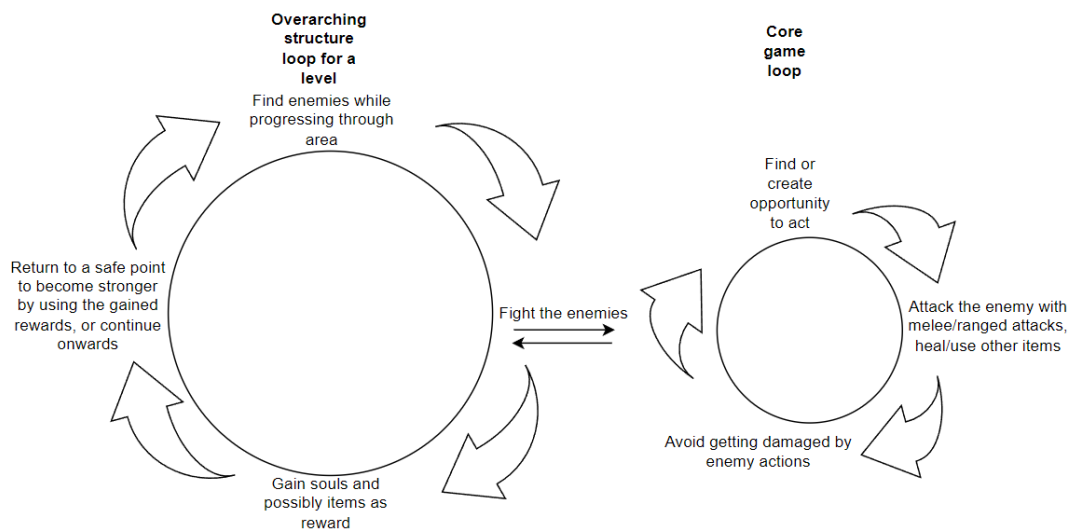 Overarching
structure
loop for a
level
Find enemies while
progressing through
area
Fight the enemies
Gain souls and
possibly items as
reward
Return to a safe point
to become stronger
by using the gained
rewards, or continue
onwards
Core
game
loop
Find or
create
opportunity
to act
Attack the enemy with
melee/ranged attacks,
heal/use other items
Avoid getting damaged by
enemy actions